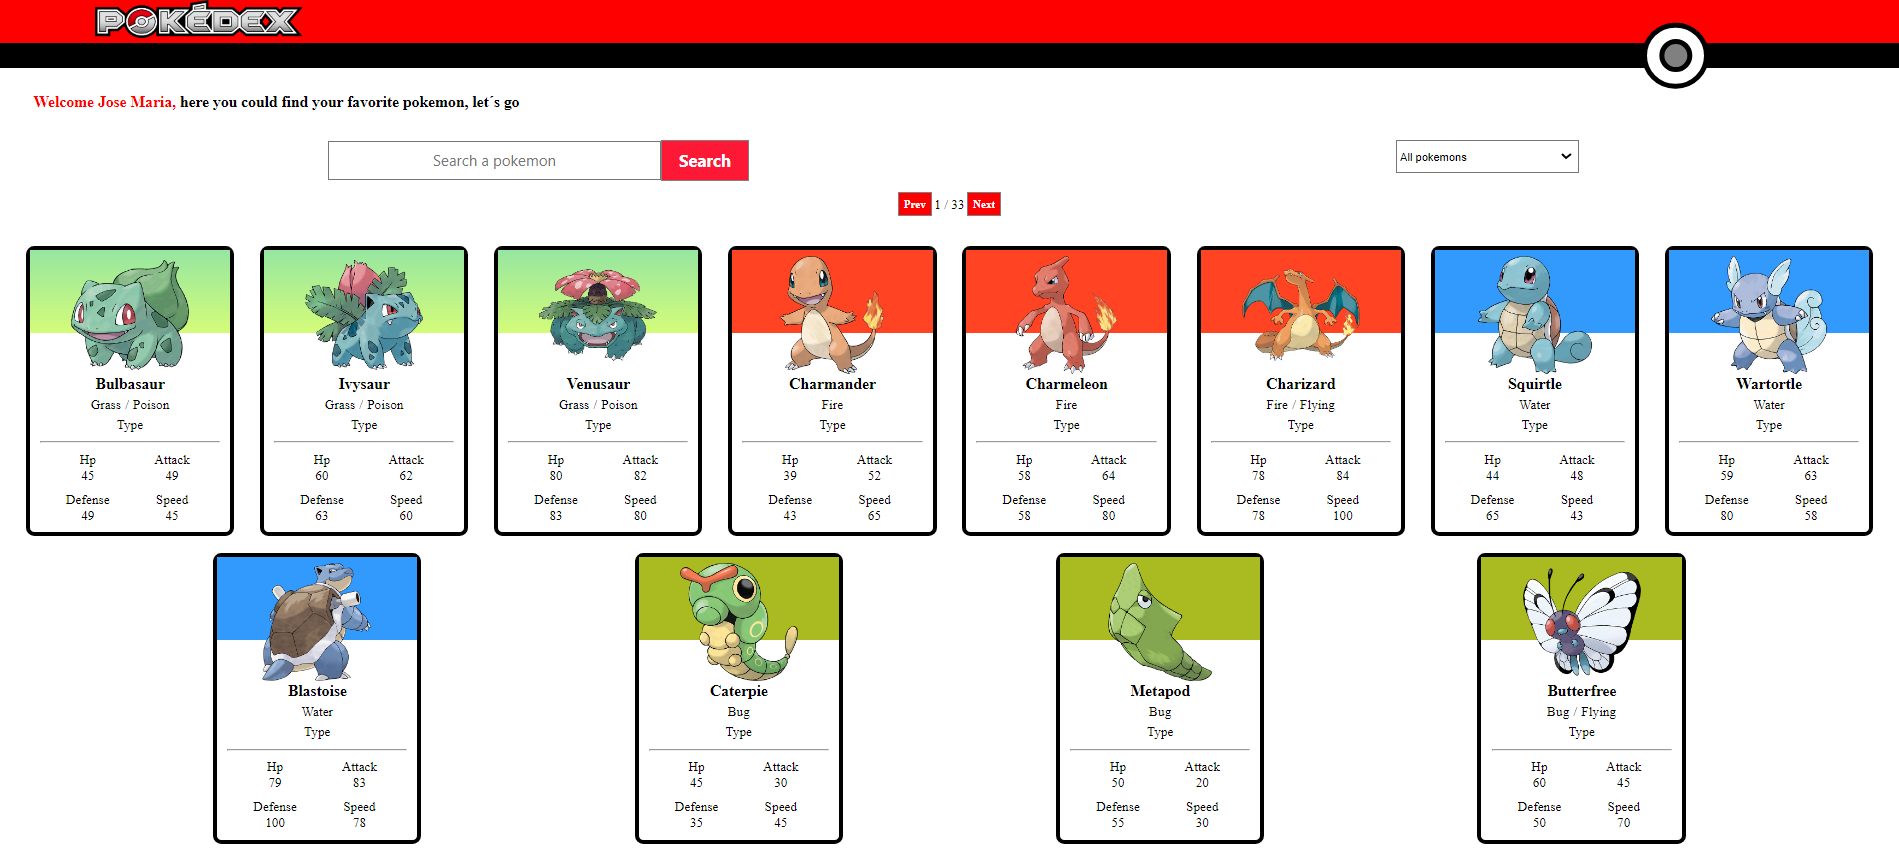 POKÉDEX
Welcome Jose Maria, here you could find your favorite pokemon, let´s go
Search a pokemon Search
All pokemons
Prev 1 / 33 Next
Bulbasaur
Grass / Poison
Type
Hp Attack
45 49
Defense Speed
49 45
Ivysaur
Grass / Poison
Type
Hp Attack
60 62
Defense Speed
63 60
Venusaur
Grass / Poison
Type
Hp Attack
80 82
Defense Speed
83 80
Charmander
Fire
Type
Hp Attack
39 52
Defense Speed
43 65
Charmeleon
Fire
Type
Hp Attack
58 64
Defense Speed
58 80
Charizard
Fire / Flying
Type
Hp Attack
78 84
Defense Speed
78 100
Squirtle
Water
Type
Hp Attack
44 48
Defense Speed
65 43
Wartortle
Water
Type
Hp Attack
59 63
Defense Speed
80 58
Blastoise
Water
Type
Hp Attack
79 83
Defense Speed
100 78
Caterpie
Bug
Type
Hp Attack
45 30
Defense Speed
35 45
Metapod
Bug
Type
Hp Attack
50 20
Defense Speed
55 30
Butterfree
Bug / Flying
Type
Hp Attack
60 45
Defense Speed
50 70